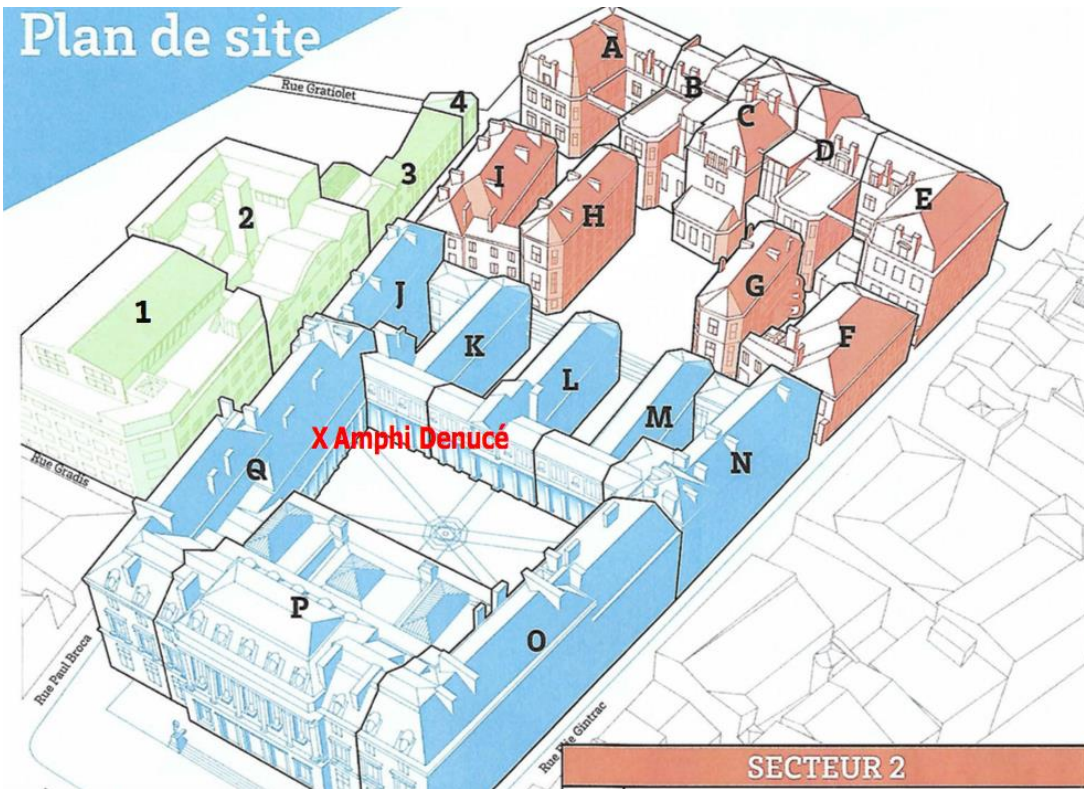 Plan de site
Rue Gratiolet
A
B
C
D
E
4
3
I
H
2
1
G
F
J
K
L
M
N
X Amphi Denucé
Q
Rue Gradis
P
O
Rue Paul Broca
Rue Elie Gintrac
SECTEUR 2